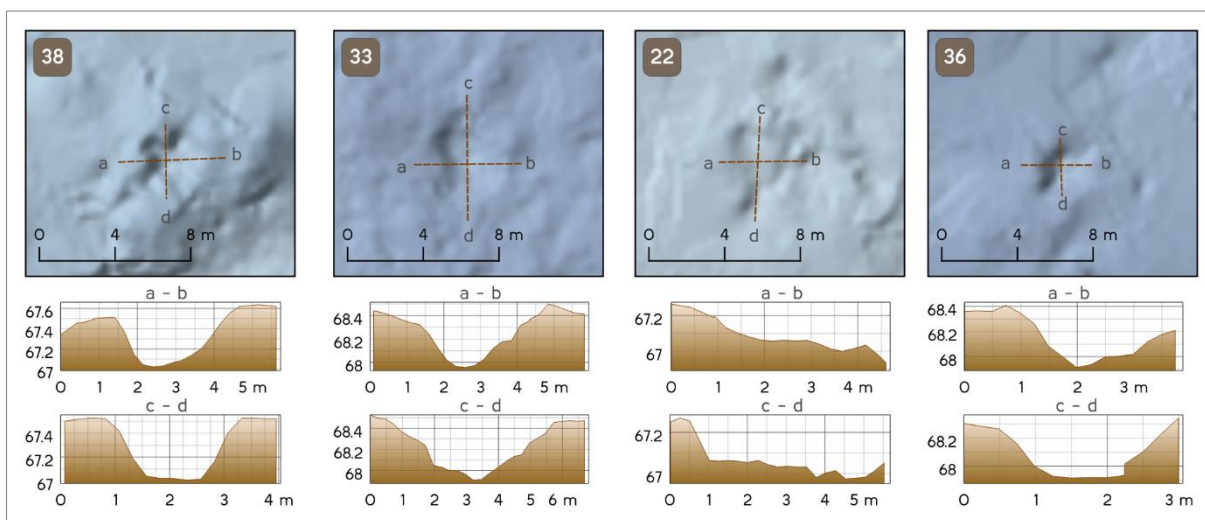 38 33 22 36
c c c c
a b a b a b a b
d d d d
0 4 8 m 0 4 8 m 0 4 8 m 0 4 8 m
a - b a - b a - b a - b
67.6 68.4 67.2 68.4
67.4 68.2 67 68.2
67.2 68 68
67
0 1 2 3 4 5 m 0 1 2 3 4 5 m 0 1 2 3 4 m 0 1 2 3 m
c - d c - d c - d c - d
67.4 68.4 67.2 68.2
67.2 68.2 67 68
67 68
0 1 2 3 4 m 0 1 2 3 4 5 6 m 0 1 2 3 4 5 m 0 1 2 3 m